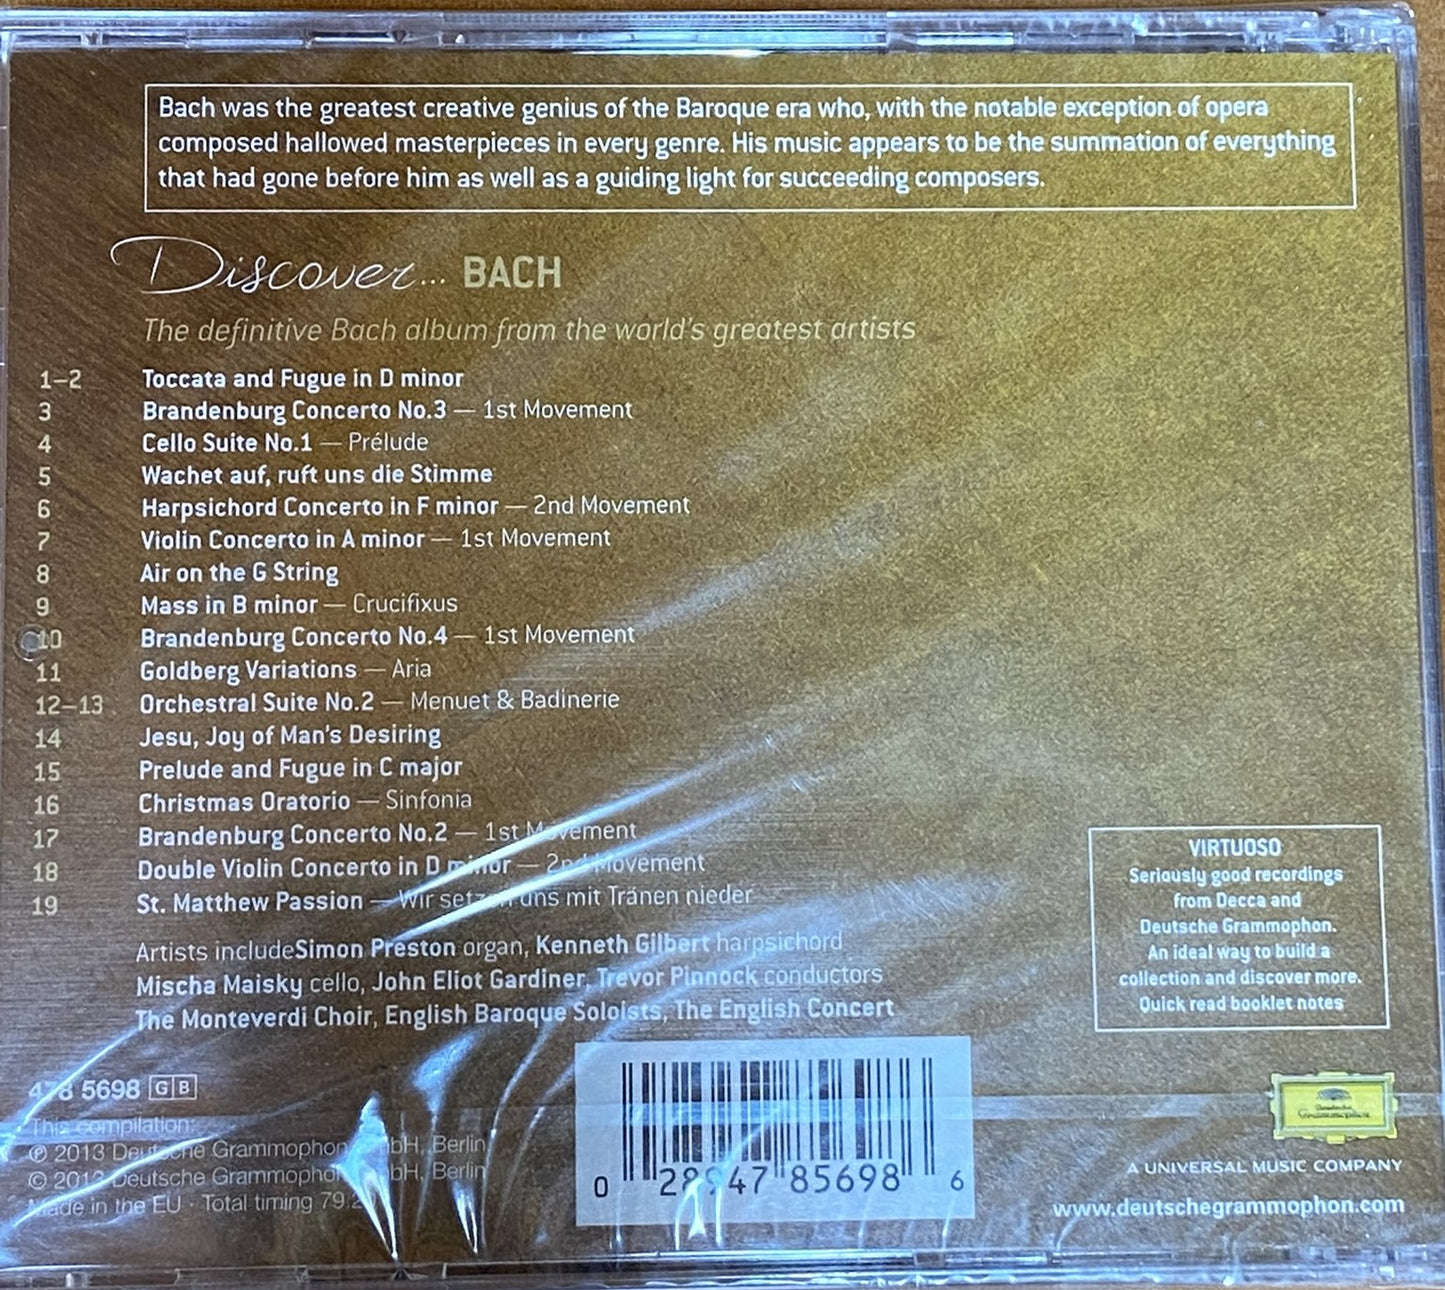 Bach was the greatest creative genius of the Baroque era who, with the notable exception of opera
composed hallowed masterpieces in every genre. His music appears to be the summation of everything
that had gone before him as well as a guiding light for succeeding composers.
Discover... BACH
The definitive Bach album from the world's greatest artists
1–2 Toccata and Fugue in D minor
3 Brandenburg Concerto No.3 — 1st Movement
4 Cello Suite No.1 — Prélude
5 Wachet auf, ruft uns die Stimme
6 Harpsichord Concerto in F minor — 2nd Movement
7 Violin Concerto in A minor — 1st Movement
8 Air on the G String
9 Mass in B minor — Crucifixus
10 Brandenburg Concerto No.4 — 1st Movement
11 Goldberg Variations — Aria
12–13 Orchestral Suite No.2 — Menuet & Badinerie
14 Jesu, Joy of Man's Desiring
15 Prelude and Fugue in C major
16 Christmas Oratorio — Sinfonia
17 Brandenburg Concerto No.2 — 1st Movement
18 Double Violin Concerto in D minor — 2nd Movement
19 St. Matthew Passion — Wir setzen uns mit Tränen nieder
Artists includeSimon Preston organ, Kenneth Gilbert harpsichord
Mischa Maisky cello, John Eliot Gardiner, Trevor Pinnock conductors
The Monteverdi Choir, English Baroque Soloists, The English Concert
VIRTUOSO
Seriously good recordings
from Decca and
Deutsche Grammophon.
An ideal way to build a
collection and discover more.
Quick read booklet notes
478 5698 GB
This compilation:
℗ 2013 Deutsche Grammophon GmbH, Berlin
© 2013 Deutsche Grammophon GmbH, Berlin
Made in the EU · Total timing
0 28947 85698 6
Deutsche
Grammophon
A UNIVERSAL MUSIC COMPANY
www.deutschegrammophon.com